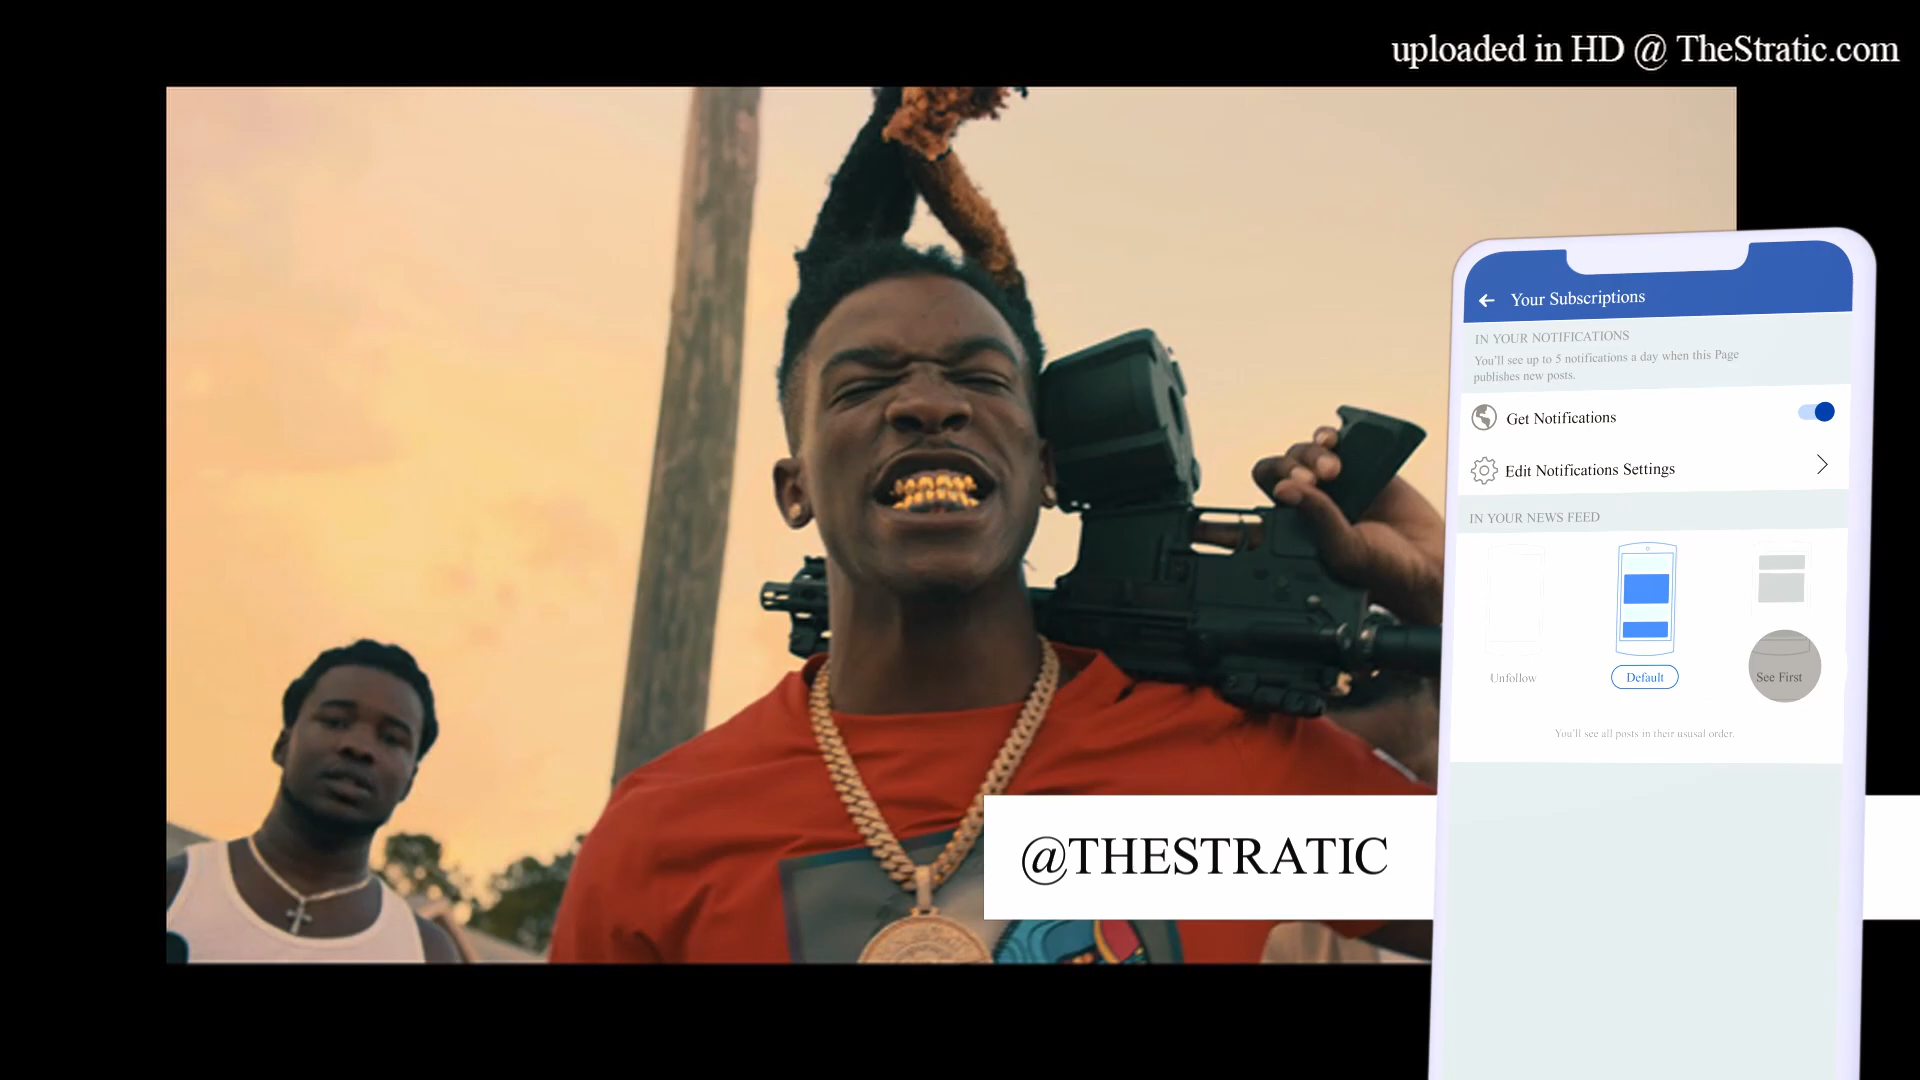 uploaded in HD @ TheStratic.com
Your Subscriptions
IN YOUR NOTIFICATIONS
You'll see up to 5 notifications a day when this Page
publishes new posts.
Get Notifications
Edit Notifications Settings
IN YOUR NEWS FEED
Unfollow
Default
See First
You'll see all posts in their ususal order.
@THESTRATIC